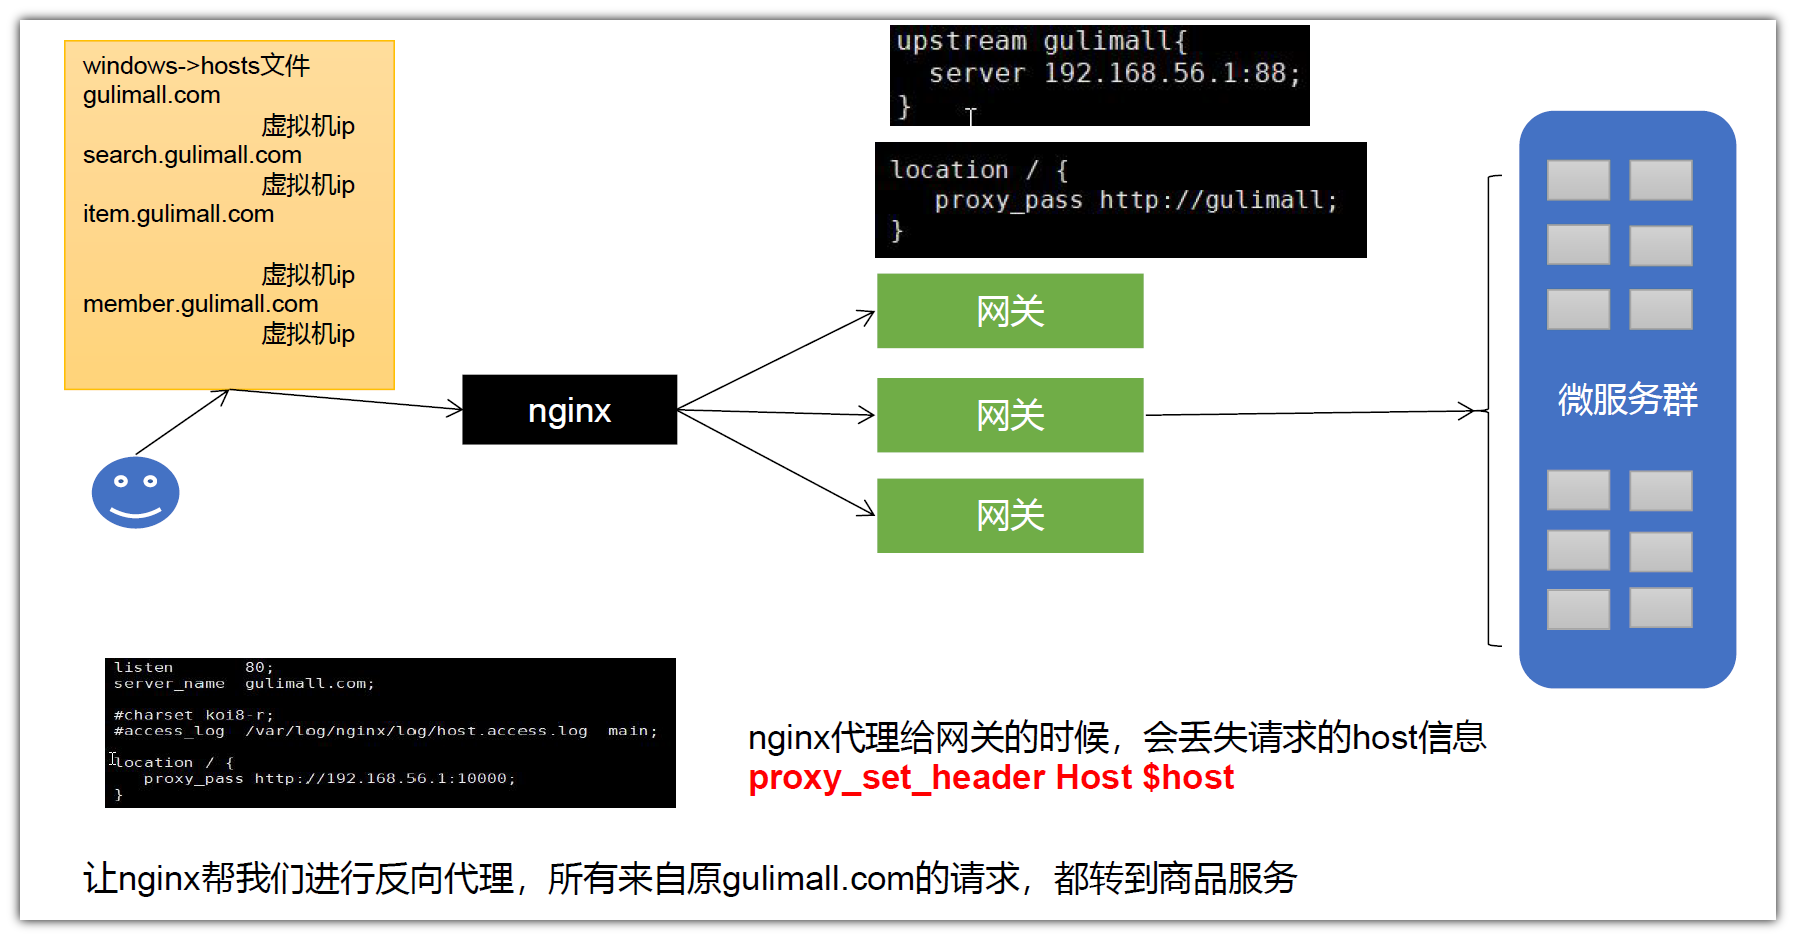 windows->hosts文件
gulimall.com
虚拟机ip
search.gulimall.com
虚拟机ip
item.gulimall.com
虚拟机ip
member.gulimall.com
虚拟机ip
upstream gulimall{
server 192.168.56.1:88;
}
location / {
proxy_pass http://gulimall;
}
nginx
网关
网关
网关
微服务群
listen 80;
server_name gulimall.com;
#charset koi8-r;
#access_log /var/log/nginx/log/host.access.log main;
location / {
proxy_pass http://192.168.56.1:10000;
}
nginx代理给网关的时候，会丢失请求的host信息
proxy_set_header Host $host
让nginx帮我们进行反向代理，所有来自原gulimall.com的请求，都转到商品服务